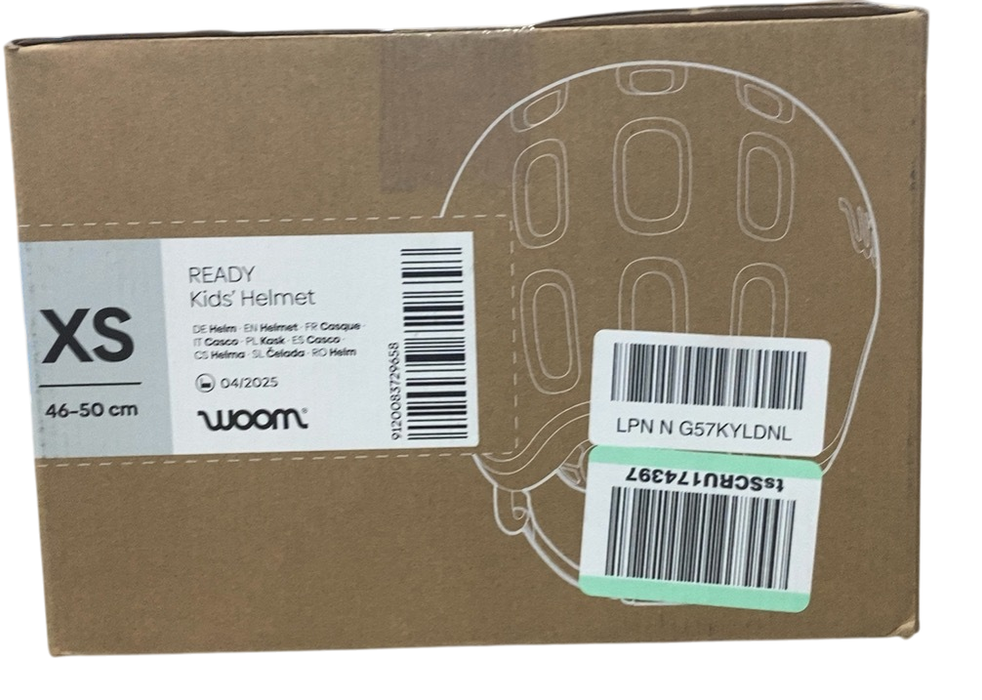 XS
46–50 cm
READY
Kids' Helmet
DE Helm · EN Helmet · FR Casque ·
IT Casco · PL Kask · ES Casco ·
CS Helma · SL Čelada · RO Helm
04/2025
woom®
9120083729658
LPN N G57KYLDNL
tsSCRU174397